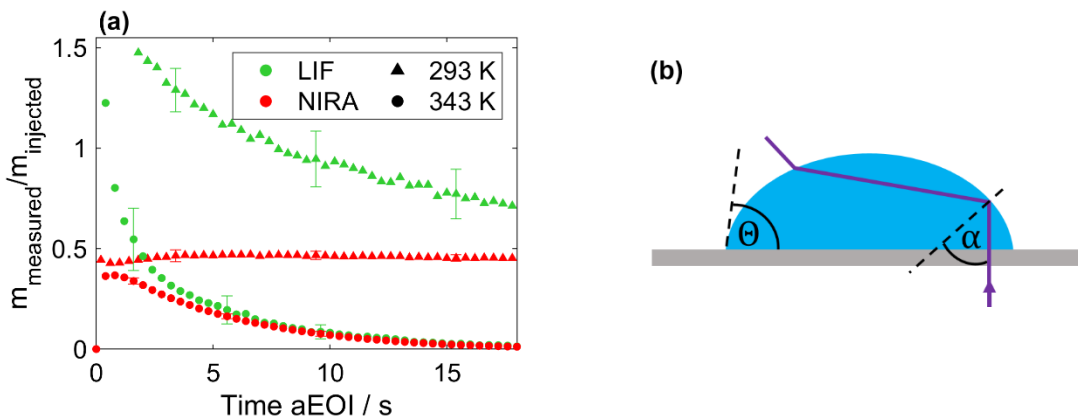 (a)
1.5
1
0.5
0
m_measured/m_injected
LIF
NIRA
293 K
343 K
0
5
10
15
Time aEOI / s
(b)
Θ
α